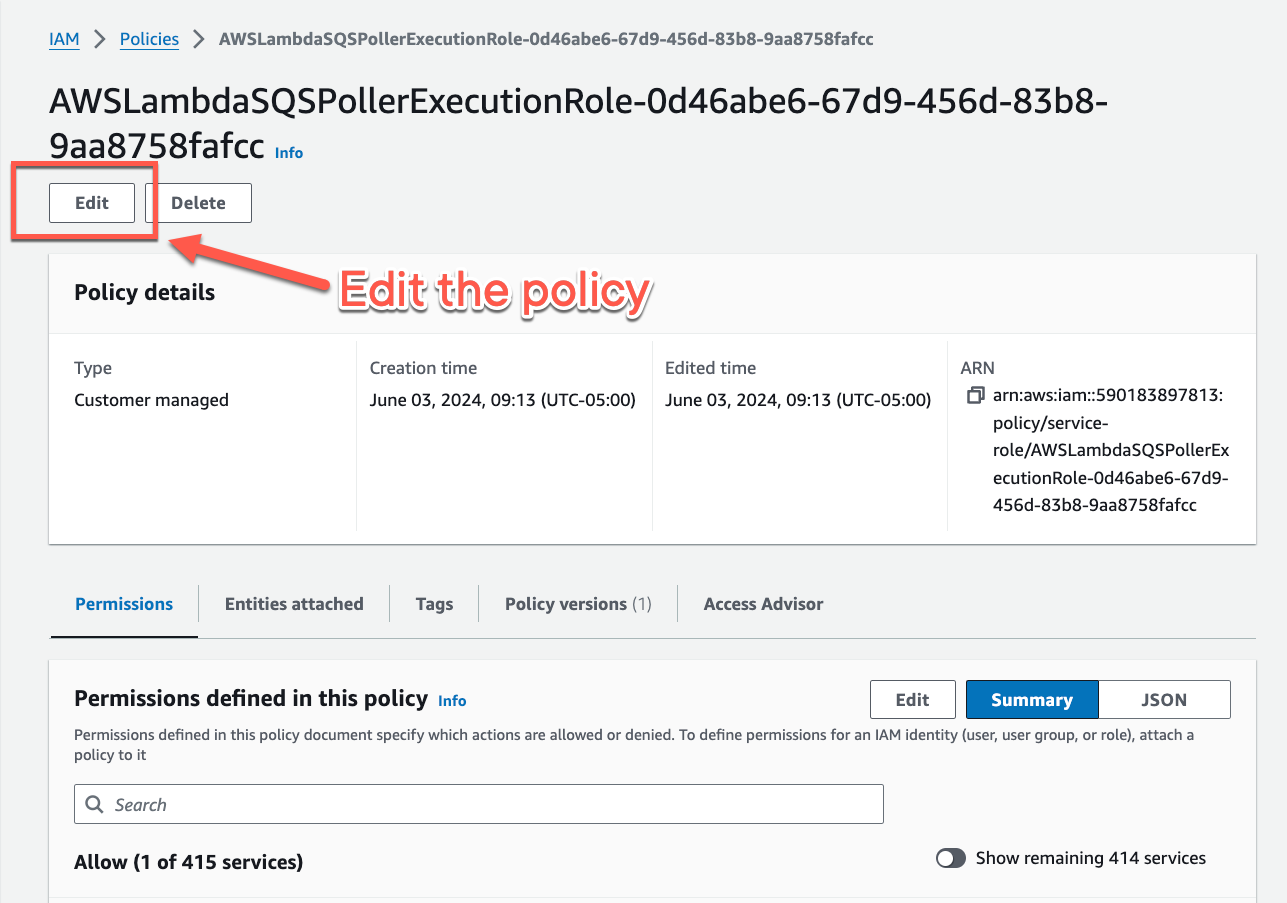 IAM > Policies > AWSLambdaSQSPollerExecutionRole-0d46abe6-67d9-456d-83b8-9aa8758fafcc
AWSLambdaSQSPollerExecutionRole-0d46abe6-67d9-456d-83b8-
9aa8758fafcc Info
Edit Delete
Edit the policy
Policy details
Type
Customer managed
Creation time
June 03, 2024, 09:13 (UTC-05:00)
Edited time
June 03, 2024, 09:13 (UTC-05:00)
ARN
arn:aws:iam::590183897813:
policy/service-
role/AWSLambdaSQSPollerEx
ecutionRole-0d46abe6-67d9-
456d-83b8-9aa8758fafcc
Permissions Entities attached Tags Policy versions (1) Access Advisor
Permissions defined in this policy Info Edit Summary JSON
Permissions defined in this policy document specify which actions are allowed or denied. To define permissions for an IAM identity (user, user group, or role), attach a
policy to it
Search
Allow (1 of 415 services) Show remaining 414 services